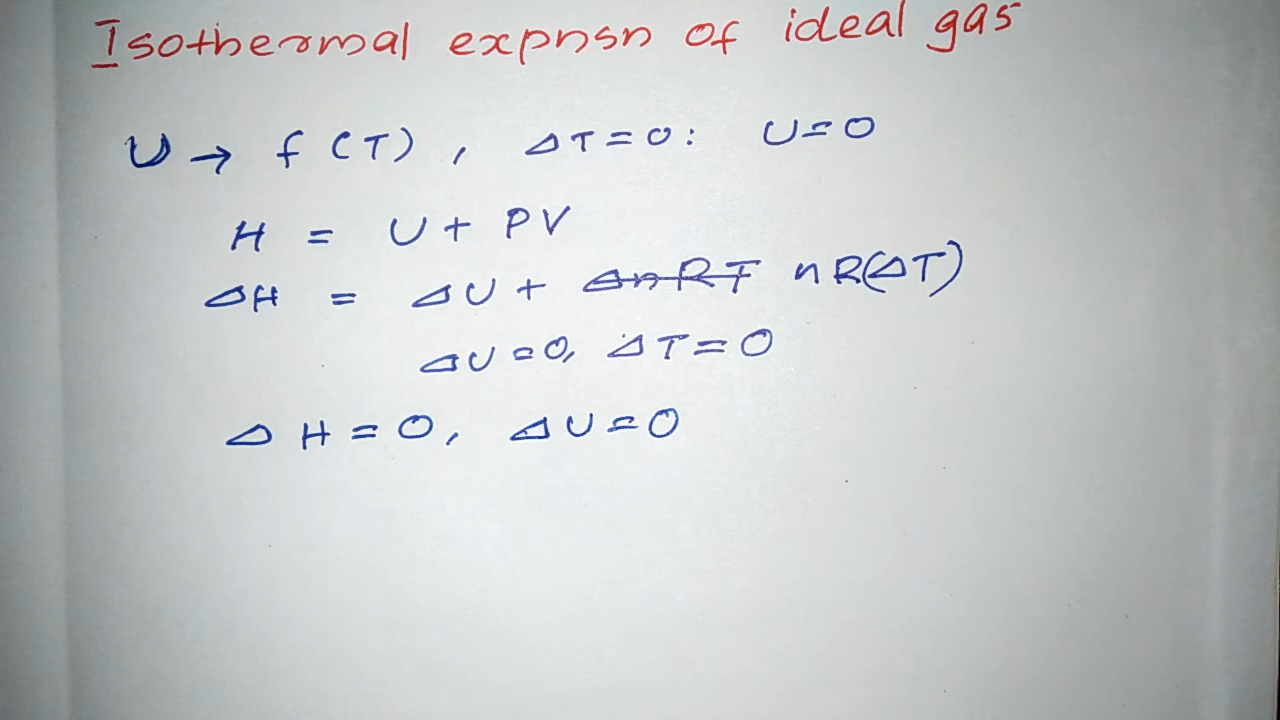 Isothermal expnsn of ideal gas
U → f (T), ΔT=0: U=0
H = U + PV
ΔH = ΔU + ΔnRT nR(ΔT)
ΔU=0, ΔT=0
ΔH=0, ΔU=0